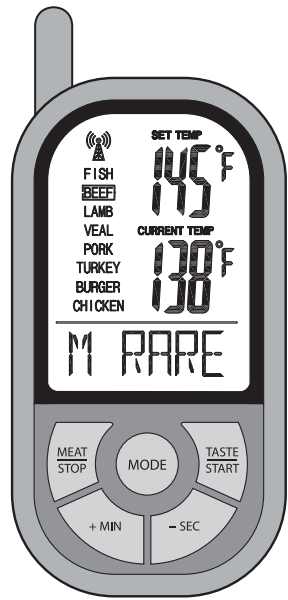 SET TEMP
145°F
FISH
BEEF
LAMB
VEAL
PORK
TURKEY
BURGER
CHICKEN
CURRENT TEMP
138°F
M RARE
MEAT
STOP
MODE
TASTE
START
+ MIN
- SEC